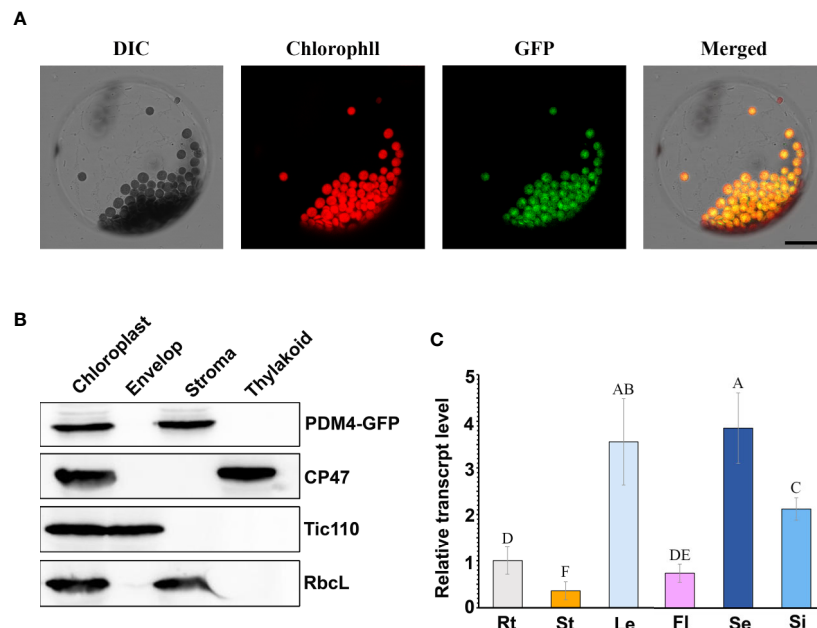 A
DIC
Chlorophll
GFP
Merged
B
Chloroplast
Envelop
Stroma
Thylakoid
PDM4-GFP
CP47
Tic110
RbcL
C
Relative transcrpt level
5
4
3
2
1
0
D
F
AB
DE
A
C
Rt
St
Le
Fl
Se
Si